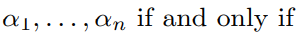 α₁, …, αₙ if and only if